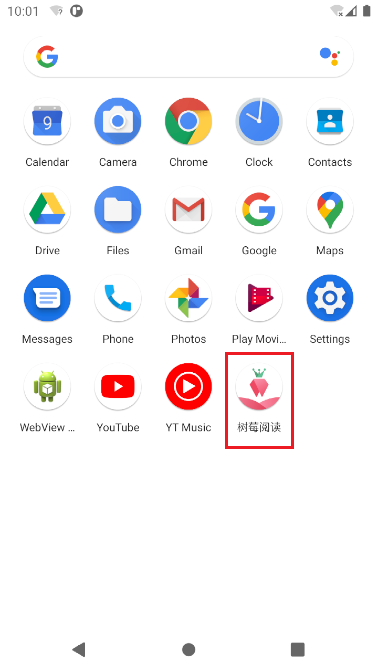 10:01
Calendar Camera Chrome Clock Contacts
Drive Files Gmail Google Maps
Messages Phone Photos Play Movi... Settings
WebView ... YouTube YT Music 树莓阅读